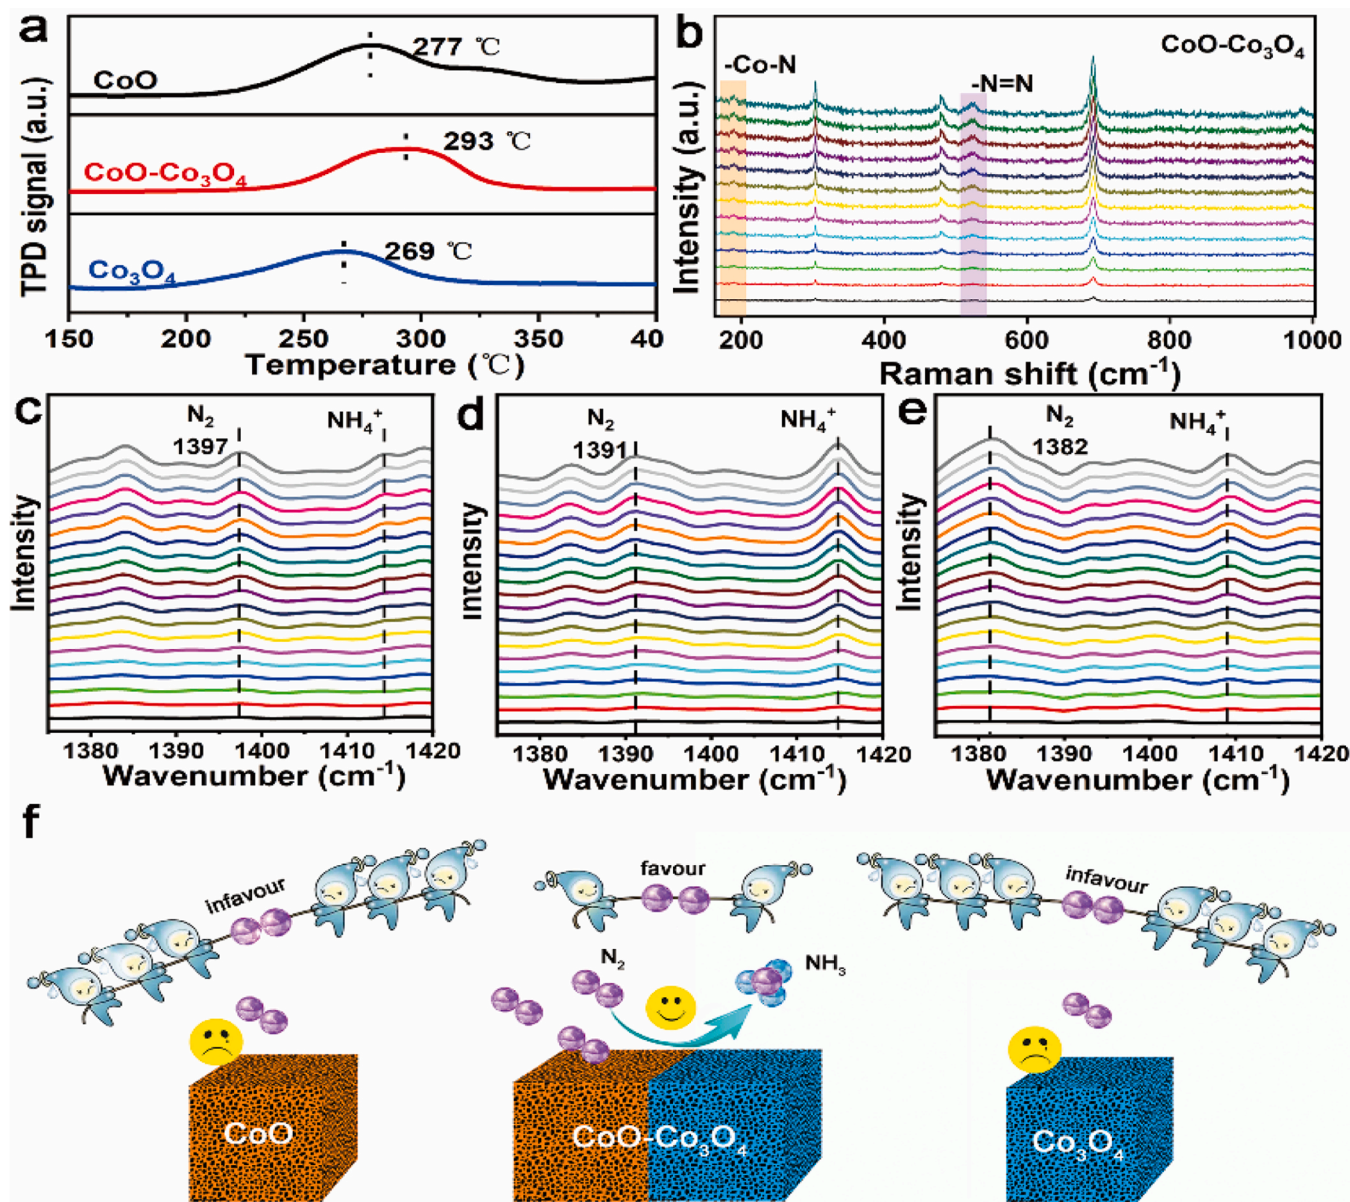 a
TPD signal (a.u.)
CoO
277 ℃
CoO-Co₃O₄
293 ℃
Co₃O₄
269 ℃
150 200 250 300 350 40
Temperature (℃)
b
Intensity (a.u.)
-Co-N
-N=N
CoO-Co₃O₄
200 400 600 800 1000
Raman shift (cm⁻¹)
c
Intensity
N₂
1397
NH₄⁺
1380 1390 1400 1410 1420
Wavenumber (cm⁻¹)
d
Intensity
N₂
1391
NH₄⁺
1380 1390 1400 1410 1420
Wavenumber (cm⁻¹)
e
Intensity
N₂
1382
NH₄⁺
1380 1390 1400 1410 1420
Wavenumber (cm⁻¹)
f
infavour
favour
infavour
N₂
NH₃
CoO
CoO-Co₃O₄
Co₃O₄